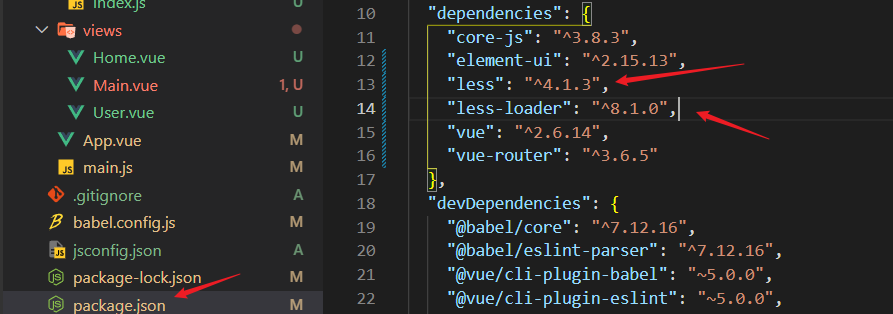 index.js
views
Home.vue U
Main.vue 1, U
User.vue U
App.vue M
JS main.js M
.gitignore A
babel.config.js M
jsconfig.json A
package-lock.json M
package.json M
10 "dependencies": {
11 "core-js": "^3.8.3",
12 "element-ui": "^2.15.13",
13 "less": "^4.1.3",
14 "less-loader": "^8.1.0",
15 "vue": "^2.6.14",
16 "vue-router": "^3.6.5"
17 },
18 "devDependencies": {
19 "@babel/core": "^7.12.16",
20 "@babel/eslint-parser": "^7.12.16",
21 "@vue/cli-plugin-babel": "~5.0.0",
22 "@vue/cli-plugin-eslint": "~5.0.0",